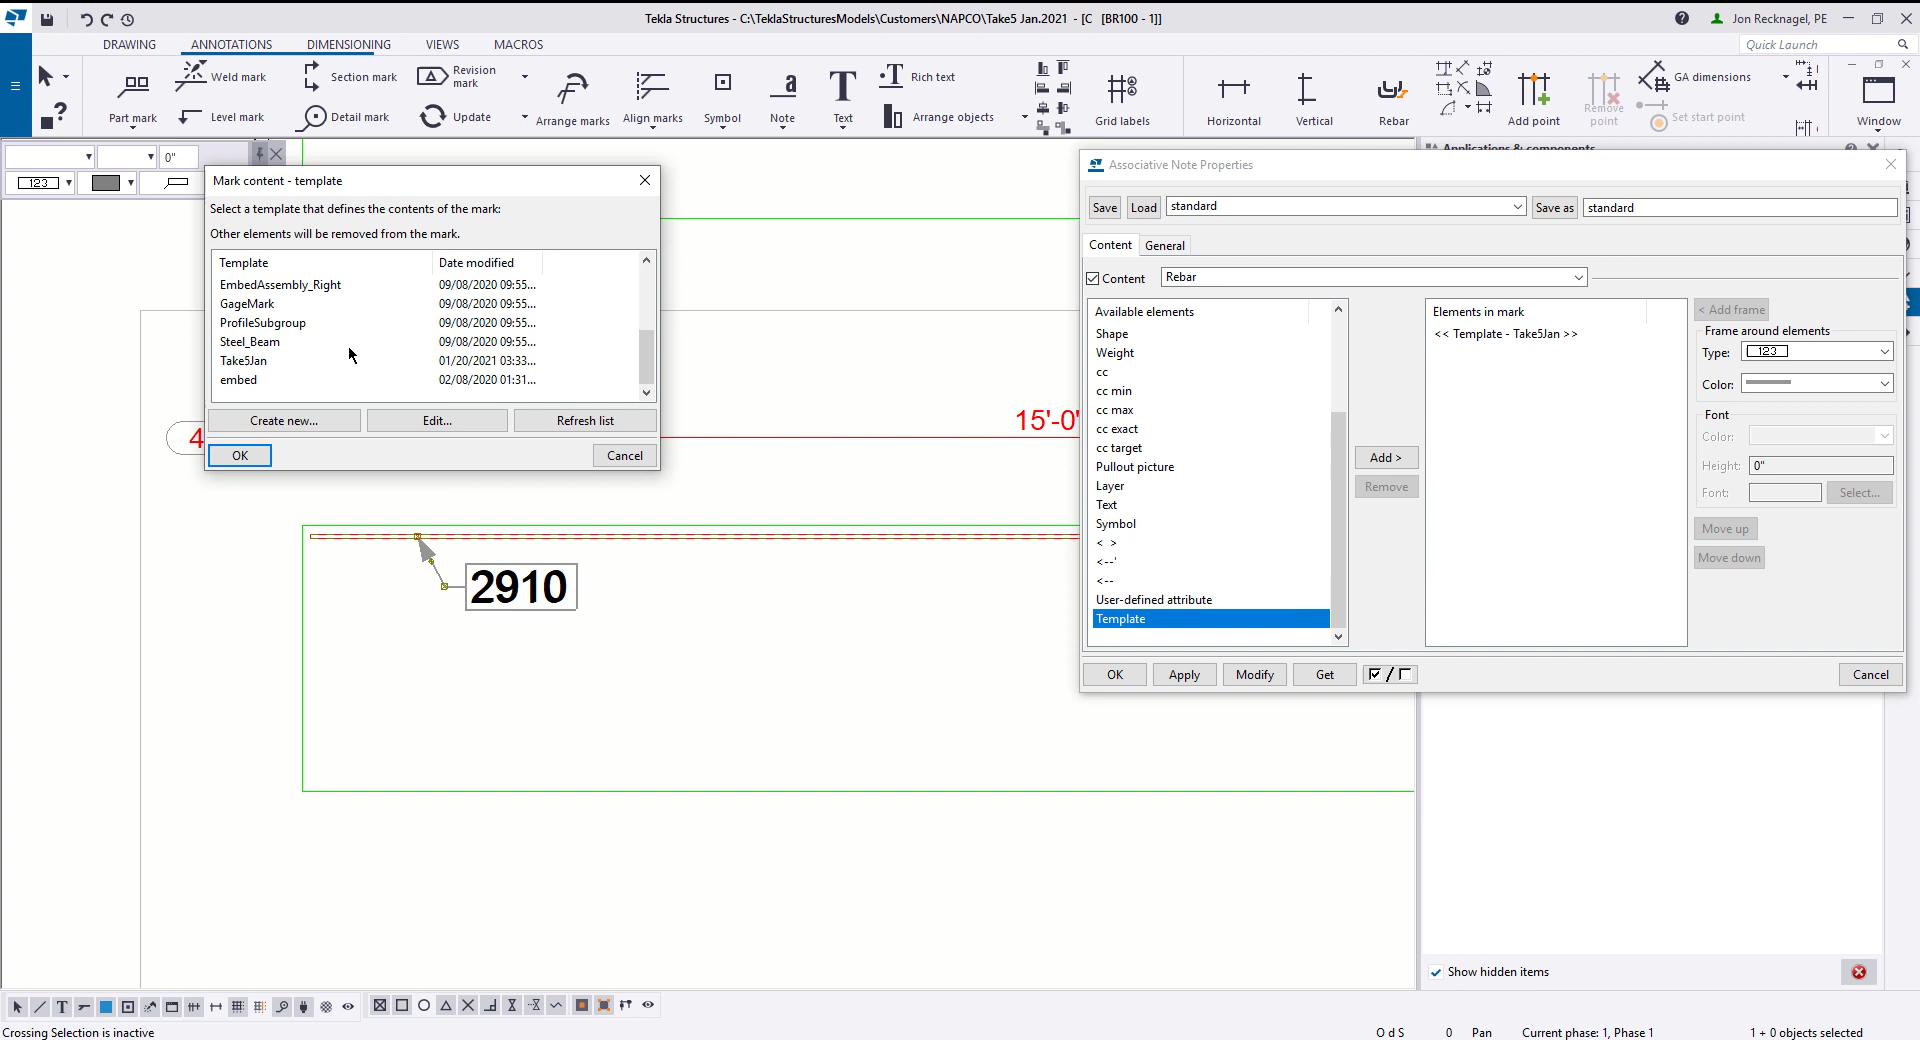 Tekla Structures - C:\TeklaStructuresModels\Customers\NAPCO\Take5 Jan.2021 - [C [BR100 - 1]]
Jon Recknagel, PE
DRAWING ANNOTATIONS DIMENSIONING VIEWS MACROS
Quick Launch
Part mark
Weld mark
Level mark
Section mark
Detail mark
Revision
mark
Update
Arrange marks
Align marks
Symbol
a
Note
T
Text
T Rich text
Arrange objects
Grid labels
Horizontal
Vertical
Rebar
Add point
Remove
point
GA dimensions
Set start point
Window
0"
123
Mark content - template
Select a template that defines the contents of the mark:
Other elements will be removed from the mark.
Template Date modified
EmbedAssembly_Right 09/08/2020 09:55...
GageMark 09/08/2020 09:55...
ProfileSubgroup 09/08/2020 09:55...
Steel_Beam 09/08/2020 09:55...
Take5Jan 01/20/2021 03:33...
embed 02/08/2020 01:31...
Create new... Edit... Refresh list
OK Cancel
4
15'-0"
2910
Applications & components
Associative Note Properties
Save Load standard Save as standard
Content General
Content Rebar
Available elements
Shape
Weight
cc
cc min
cc max
cc exact
cc target
Pullout picture
Layer
Text
Symbol
< >
<--'
<--
User-defined attribute
Template
Add >
Remove
Elements in mark
<< Template - Take5Jan >>
< Add frame
Frame around elements
Type: 123
Color:
Font
Color:
Height: 0"
Font: Select...
Move up
Move down
OK Apply Modify Get Cancel
Show hidden items
Crossing Selection is inactive
O d S 0 Pan Current phase: 1, Phase 1 1 + 0 objects selected